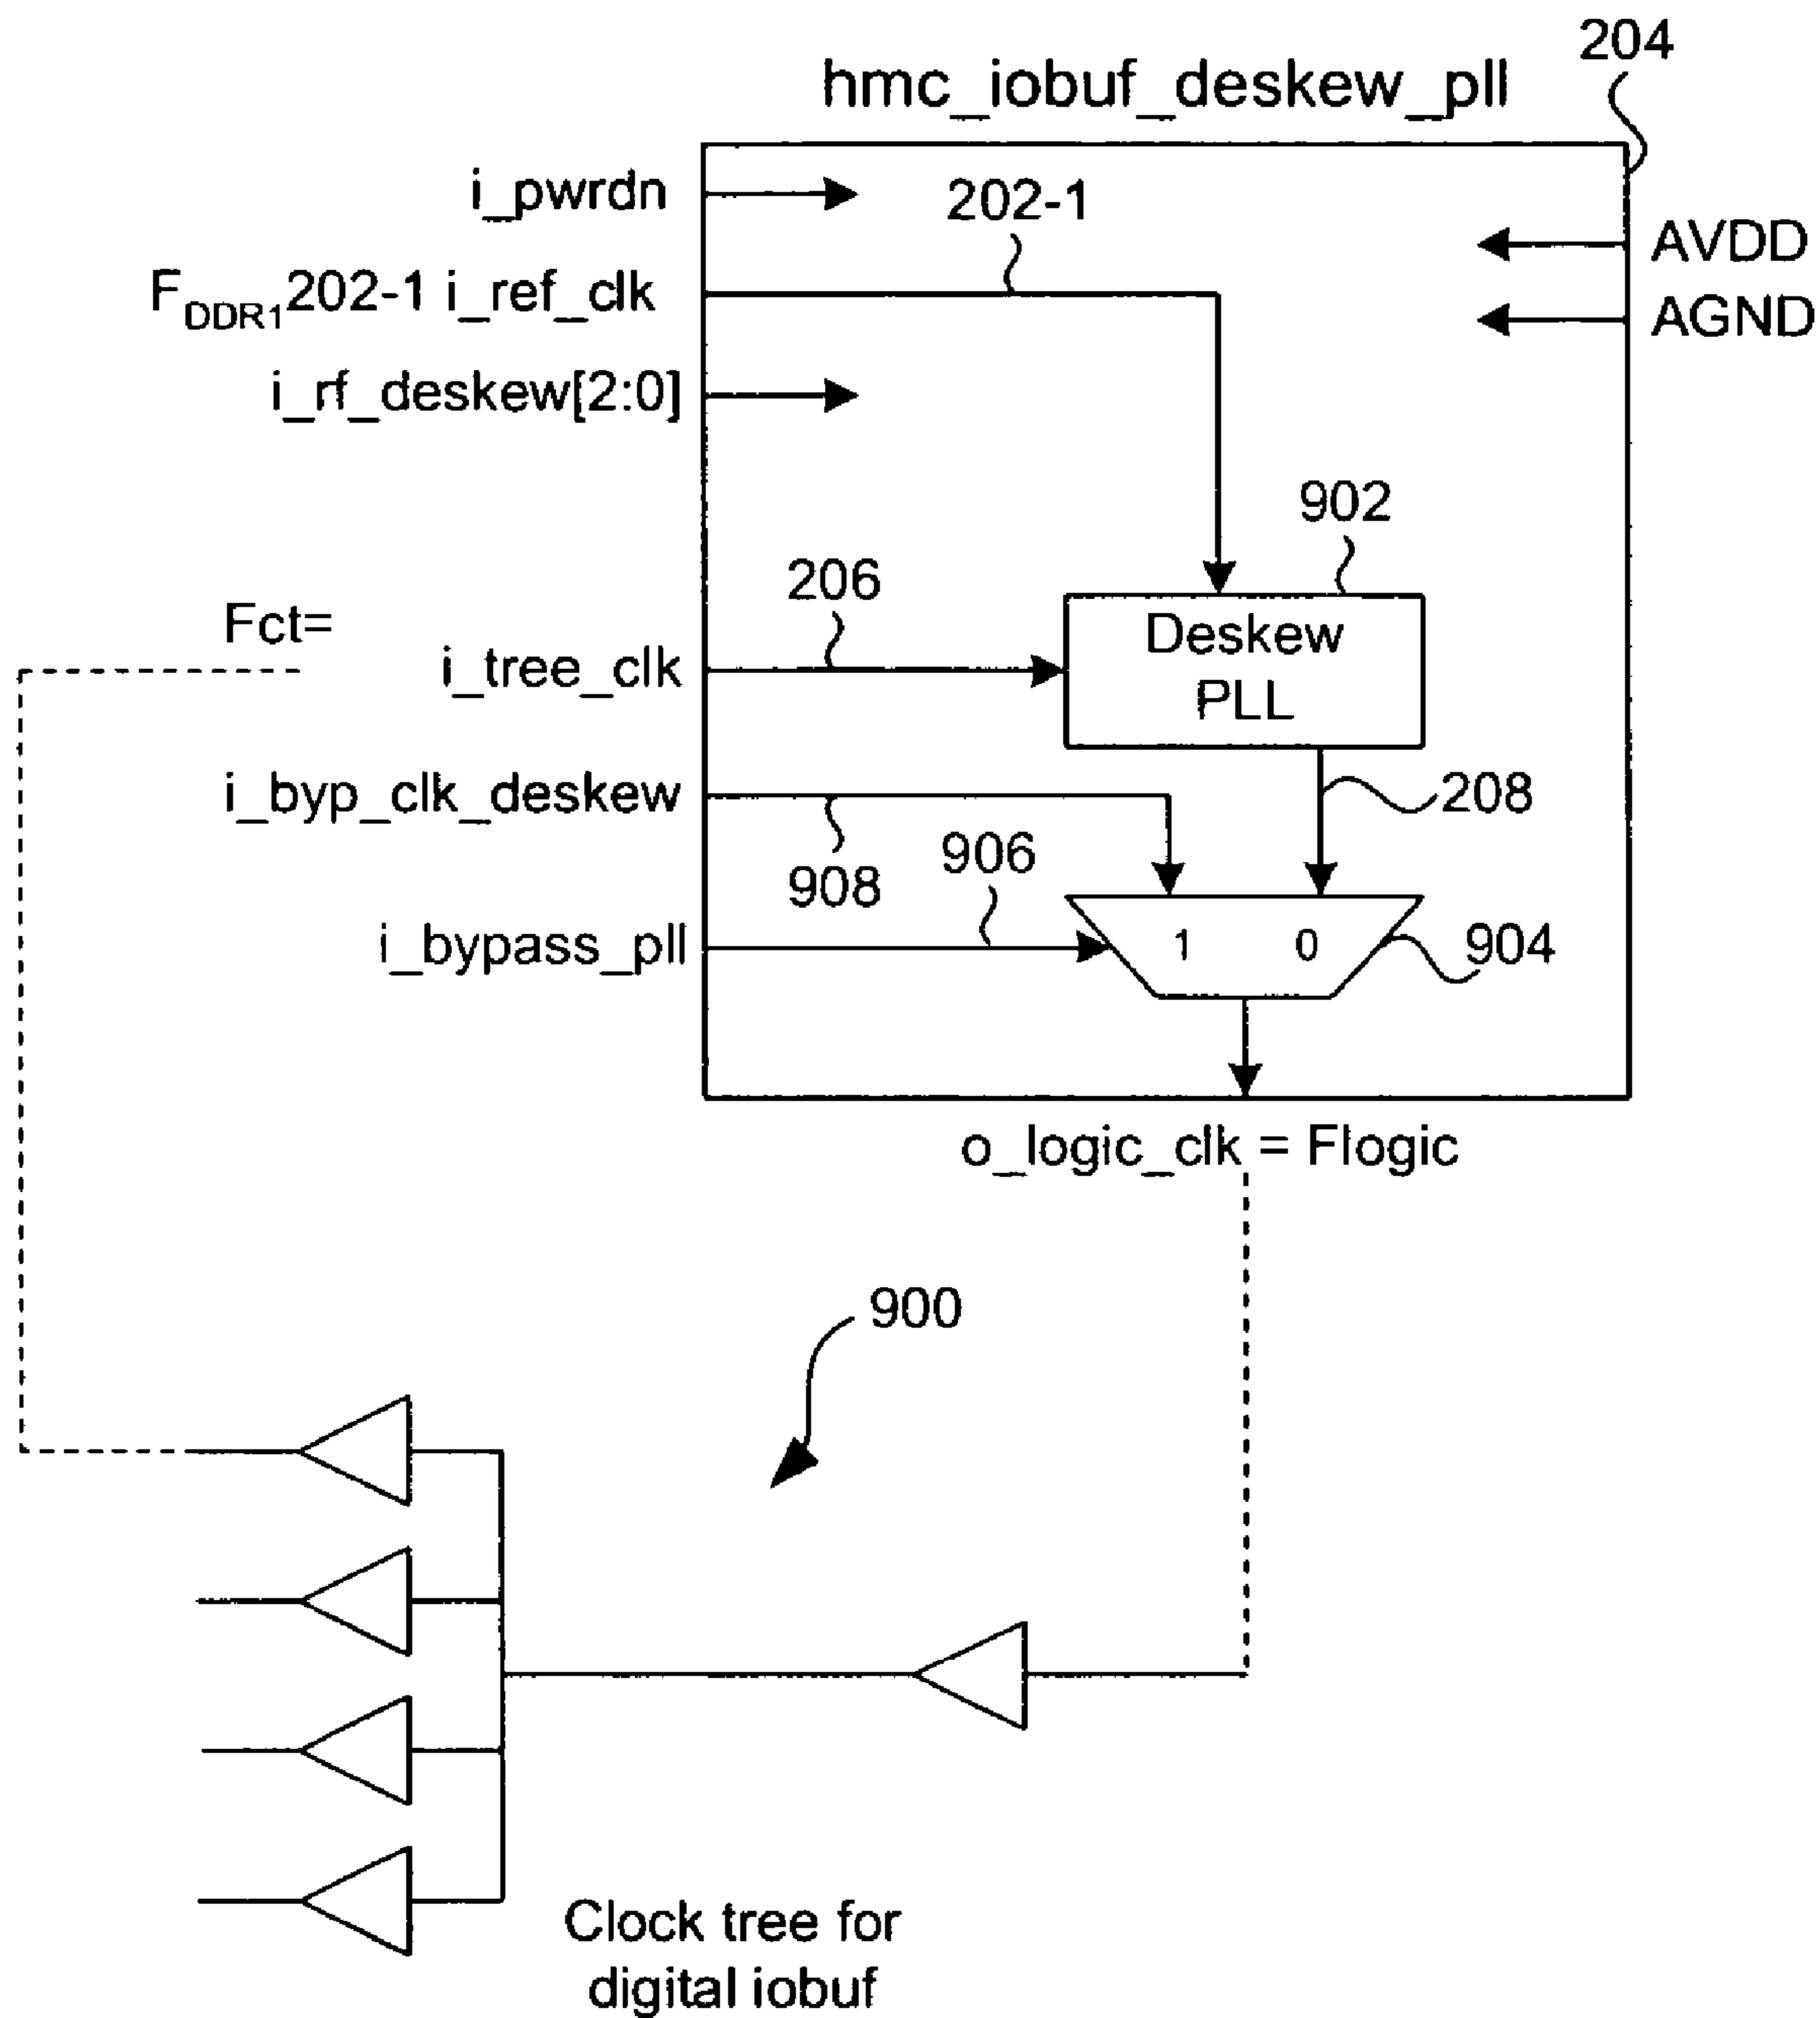 204
hmc_iobuf_deskew_pll
i_pwrdn
202-1
AVDD
FDDR1202-1 i_ref_clk
AGND
i_rf_deskew[2:0]
902
206
Fct=
Deskew
PLL
i_tree_clk
i_byp_clk_deskew
208
908
906
i_bypass_pll
1 0
904
o_logic_clk = Flogic
900
Clock tree for
digital iobuf